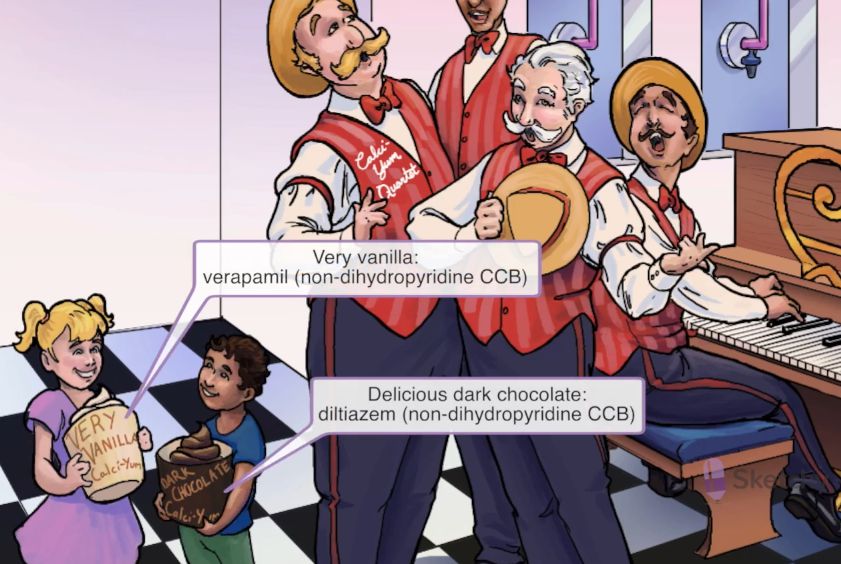 Calci-
Yum
Quartet
Very vanilla:
verapamil (non-dihydropyridine CCB)
Delicious dark chocolate:
diltiazem (non-dihydropyridine CCB)
VERY
VANILLA
Calci-Yum
DARK
CHOCOLATE
Calci-Y